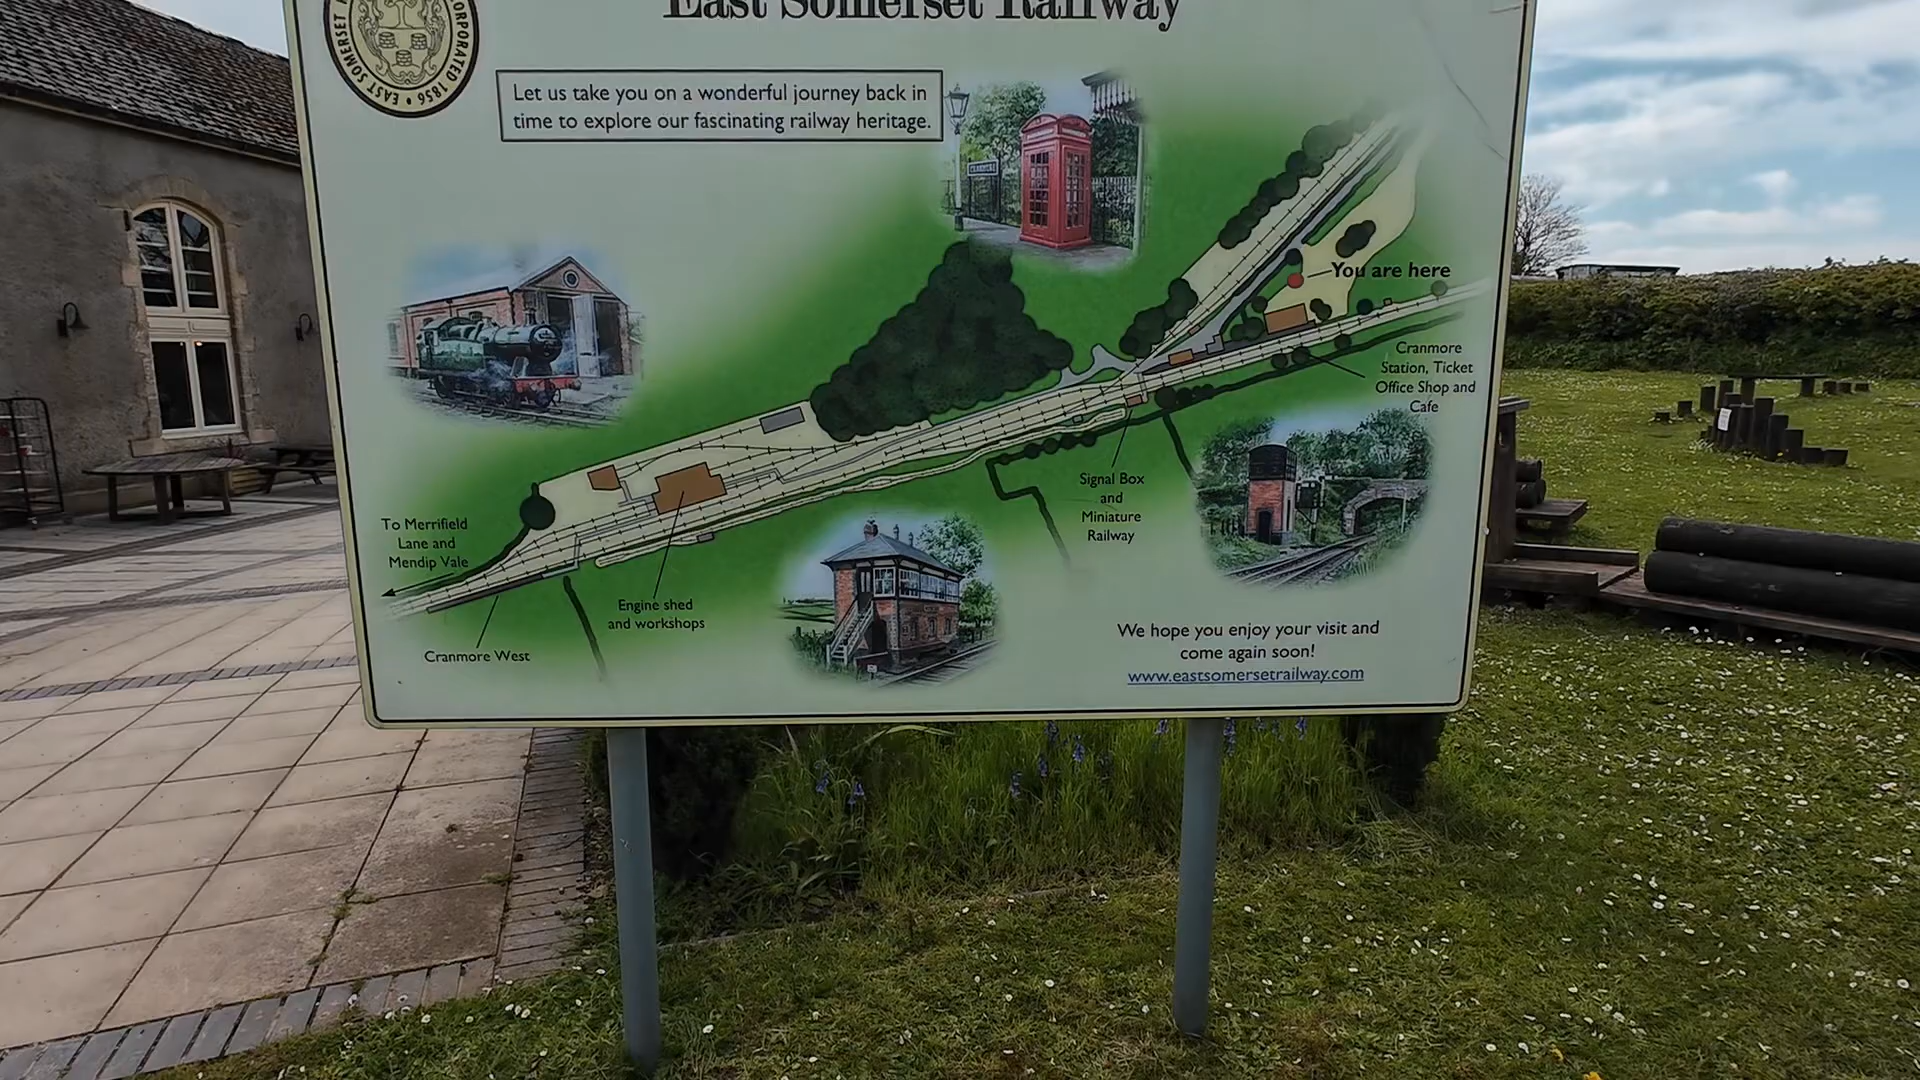 East Somerset Railway
EAST SOMERSET
INCORPORATED 1856
Let us take you on a wonderful journey back in
time to explore our fascinating railway heritage.
CRANMORE
You are here
Cranmore
Station, Ticket
Office Shop and
Cafe
Signal Box
and
Miniature
Railway
To Merrifield
Lane and
Mendip Vale
Engine shed
and workshops
Cranmore West
We hope you enjoy your visit and
come again soon!
www.eastsomersetrailway.com